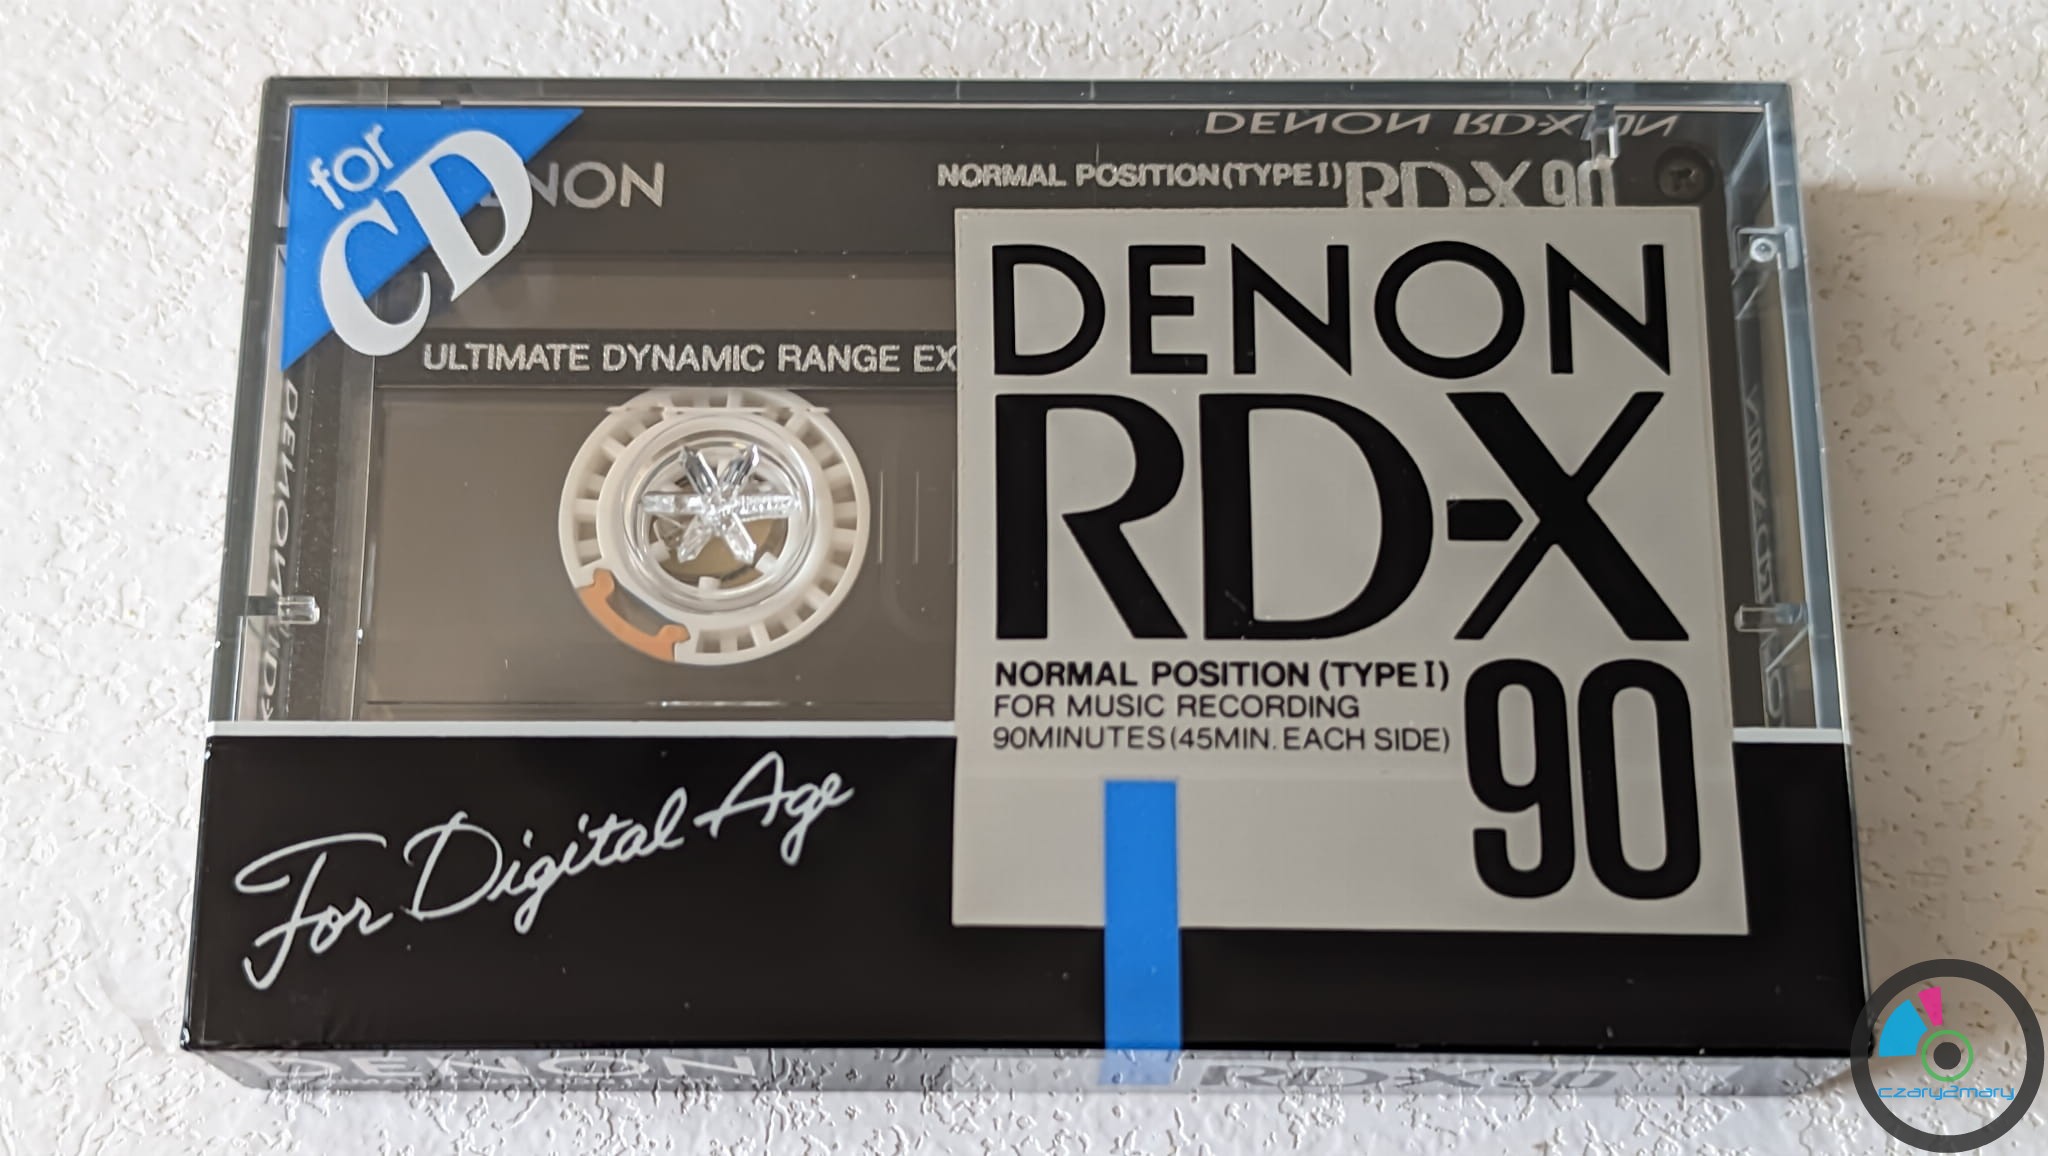 for
CD
NON
DENON RD-X
NORMAL POSITION(TYPE I) RD-X 90
ULTIMATE DYNAMIC RANGE EX
DENON
RD-X
90
NORMAL POSITION (TYPE I)
FOR MUSIC RECORDING
90MINUTES(45MIN. EACH SIDE)
For Digital Age
DENON
RD-X 90
DENON
czary2mary